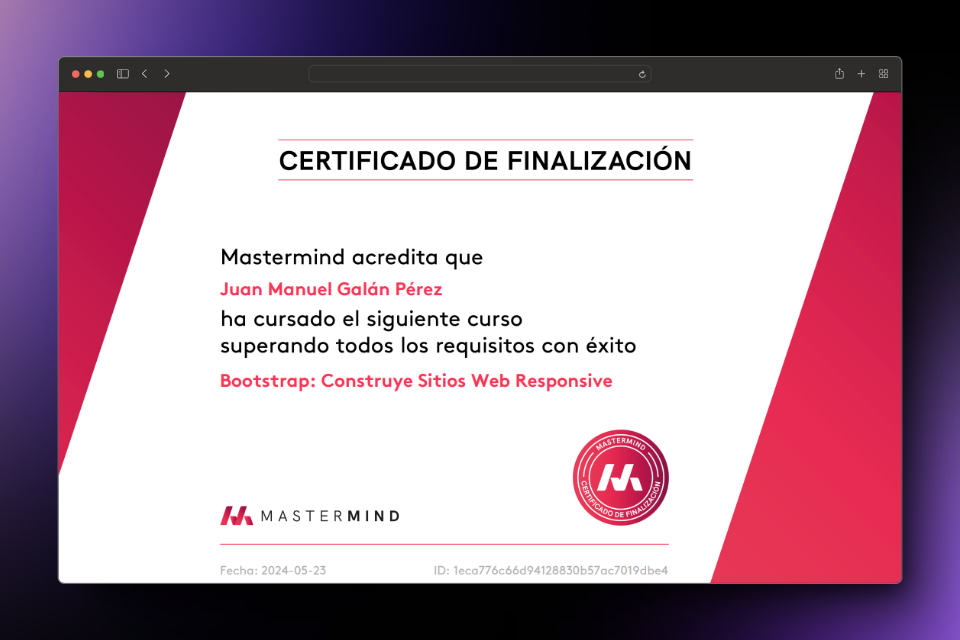 CERTIFICADO DE FINALIZACIÓN
Mastermind acredita que
Juan Manuel Galán Pérez
ha cursado el siguiente curso
superando todos los requisitos con éxito
Bootstrap: Construye Sitios Web Responsive
MASTERMIND
CERTIFICADO DE FINALIZACIÓN
MASTERMIND
Fecha: 2024-05-23
ID: 1eca776c66d94128830b57ac7019dbe4